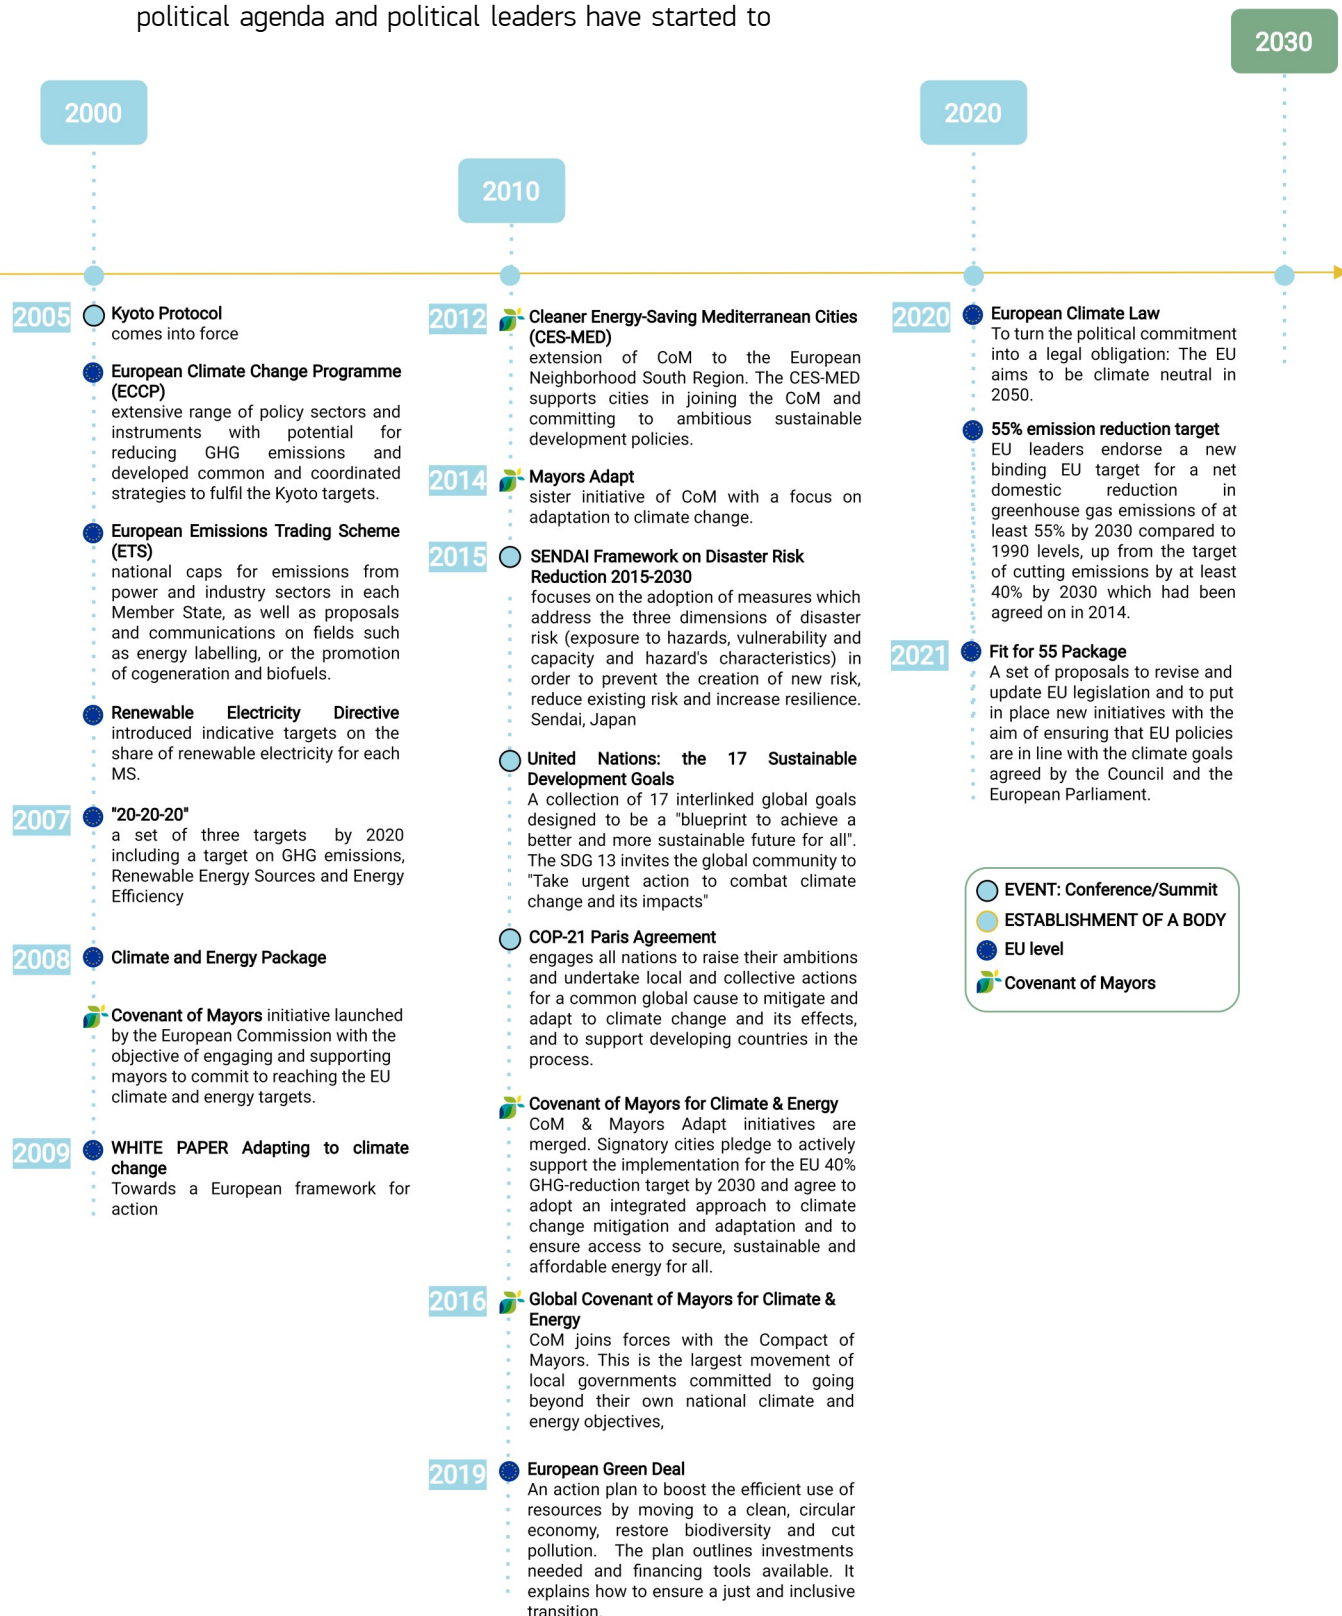 political agenda and political leaders have started to
2030
2000
2020
2010
2005
Kyoto Protocol
comes into force
European Climate Change Programme
(ECCP)
extensive range of policy sectors and
instruments with potential for
reducing GHG emissions and
developed common and coordinated
strategies to fulfil the Kyoto targets.
European Emissions Trading Scheme
(ETS)
national caps for emissions from
power and industry sectors in each
Member State, as well as proposals
and communications on fields such
as energy labelling, or the promotion
of cogeneration and biofuels.
Renewable Electricity Directive
introduced indicative targets on the
share of renewable electricity for each
MS.
2007
"20-20-20"
a set of three targets by 2020
including a target on GHG emissions,
Renewable Energy Sources and Energy
Efficiency
2008
Climate and Energy Package
Covenant of Mayors initiative launched
by the European Commission with the
objective of engaging and supporting
mayors to commit to reaching the EU
climate and energy targets.
2009
WHITE PAPER Adapting to climate
change
Towards a European framework for
action
2012
Cleaner Energy-Saving Mediterranean Cities
(CES-MED)
extension of CoM to the European
Neighborhood South Region. The CES-MED
supports cities in joining the CoM and
committing to ambitious sustainable
development policies.
2014
Mayors Adapt
sister initiative of CoM with a focus on
adaptation to climate change.
2015
SENDAI Framework on Disaster Risk
Reduction 2015-2030
focuses on the adoption of measures which
address the three dimensions of disaster
risk (exposure to hazards, vulnerability and
capacity and hazard's characteristics) in
order to prevent the creation of new risk,
reduce existing risk and increase resilience.
Sendai, Japan
United Nations: the 17 Sustainable
Development Goals
A collection of 17 interlinked global goals
designed to be a "blueprint to achieve a
better and more sustainable future for all".
The SDG 13 invites the global community to
"Take urgent action to combat climate
change and its impacts"
COP-21 Paris Agreement
engages all nations to raise their ambitions
and undertake local and collective actions
for a common global cause to mitigate and
adapt to climate change and its effects,
and to support developing countries in the
process.
Covenant of Mayors for Climate & Energy
CoM & Mayors Adapt initiatives are
merged. Signatory cities pledge to actively
support the implementation for the EU 40%
GHG-reduction target by 2030 and agree to
adopt an integrated approach to climate
change mitigation and adaptation and to
ensure access to secure, sustainable and
affordable energy for all.
2016
Global Covenant of Mayors for Climate &
Energy
CoM joins forces with the Compact of
Mayors. This is the largest movement of
local governments committed to going
beyond their own national climate and
energy objectives,
2019
European Green Deal
An action plan to boost the efficient use of
resources by moving to a clean, circular
economy, restore biodiversity and cut
pollution. The plan outlines investments
needed and financing tools available. It
explains how to ensure a just and inclusive
transition.
2020
European Climate Law
To turn the political commitment
into a legal obligation: The EU
aims to be climate neutral in
2050.
55% emission reduction target
EU leaders endorse a new
binding EU target for a net
domestic reduction in
greenhouse gas emissions of at
least 55% by 2030 compared to
1990 levels, up from the target
of cutting emissions by at least
40% by 2030 which had been
agreed on in 2014.
2021
Fit for 55 Package
A set of proposals to revise and
update EU legislation and to put
in place new initiatives with the
aim of ensuring that EU policies
are in line with the climate goals
agreed by the Council and the
European Parliament.
EVENT: Conference/Summit
ESTABLISHMENT OF A BODY
EU level
Covenant of Mayors